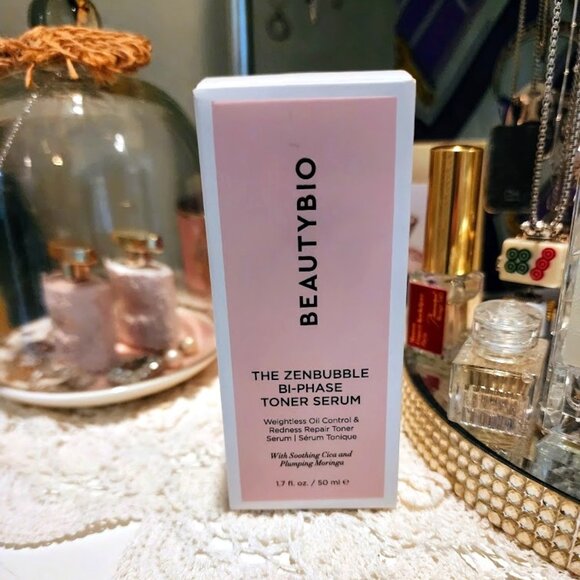 BEAUTYBIO
THE ZENBUBBLE
BI-PHASE
TONER SERUM
Weightless Oil Control &
Redness Repair Toner
Serum | Sérum Tonique
With Soothing Cica and
Plumping Moringa
1.7 fl. oz. / 50 ml ℮